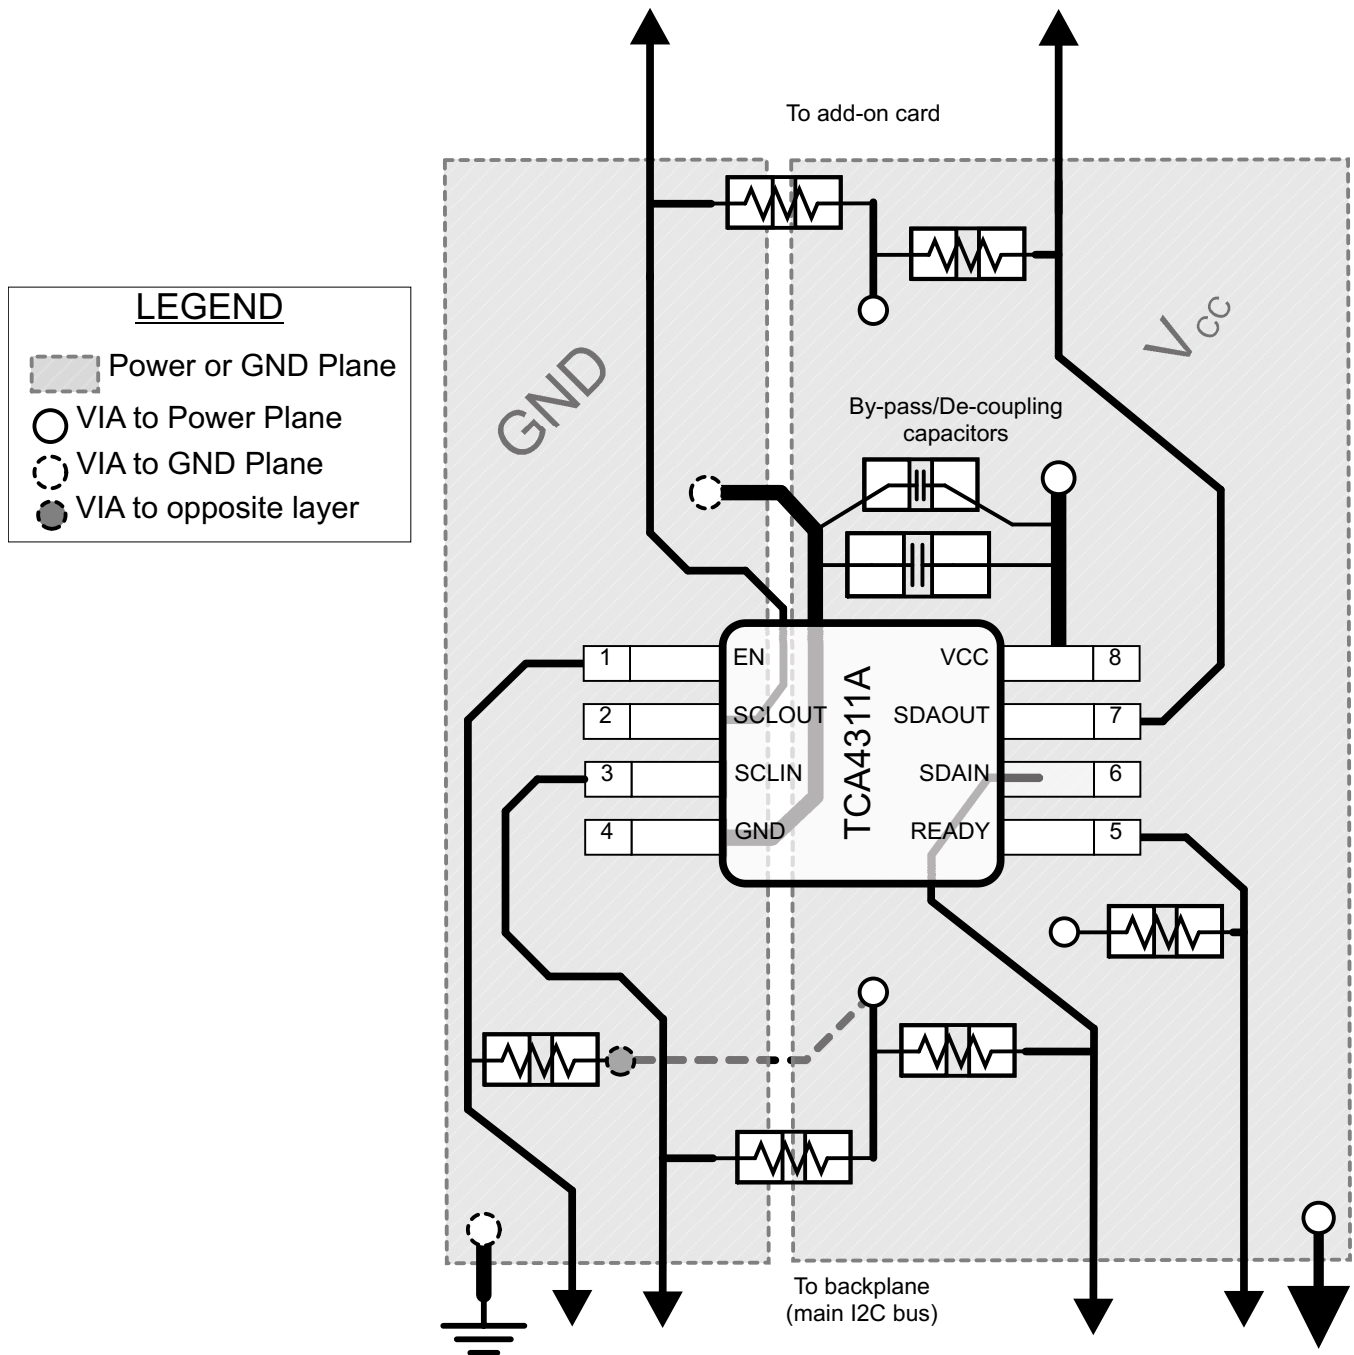 To add-on card
LEGEND
Power or GND Plane
VIA to Power Plane
VIA to GND Plane
VIA to opposite layer
GND
VCC
By-pass/De-coupling
capacitors
1
EN
VCC
8
2
SCLOUT
SDAOUT
7
3
SCLIN
SDAIN
6
4
GND
READY
5
TCA4311A
To backplane
(main I2C bus)